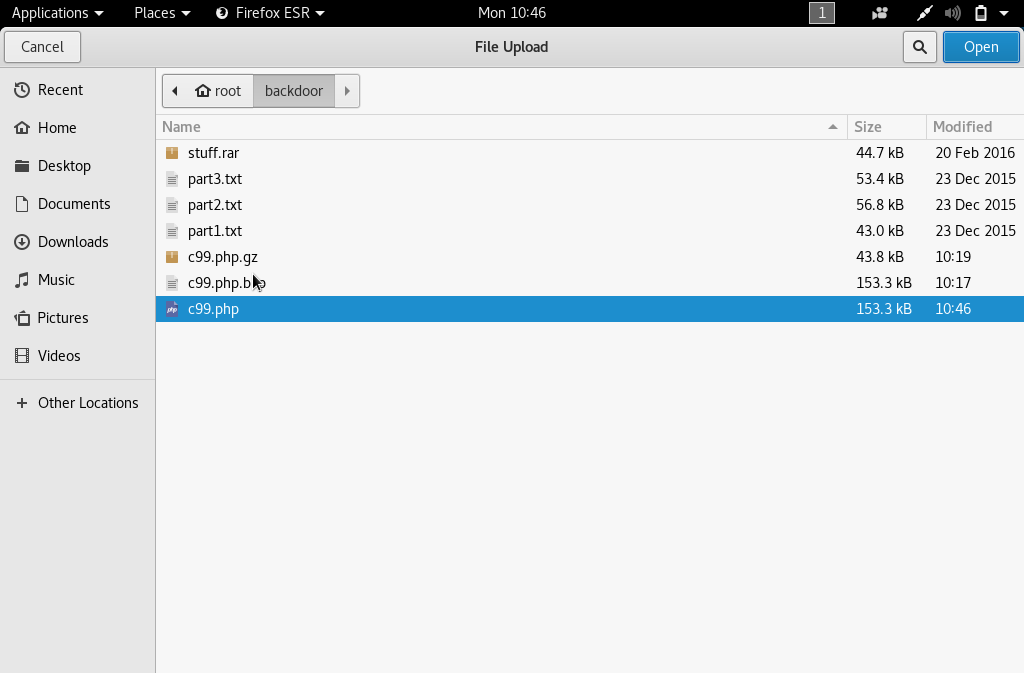 Applications Places Firefox ESR Mon 10:46 1
Cancel File Upload Open
Recent
Home
Desktop
Documents
Downloads
Music
Pictures
Videos
Other Locations
root backdoor
Name Size Modified
stuff.rar 44.7 kB 20 Feb 2016
part3.txt 53.4 kB 23 Dec 2015
part2.txt 56.8 kB 23 Dec 2015
part1.txt 43.0 kB 23 Dec 2015
c99.php.gz 43.8 kB 10:19
153.3 kB 10:17
c99.php 153.3 kB 10:46